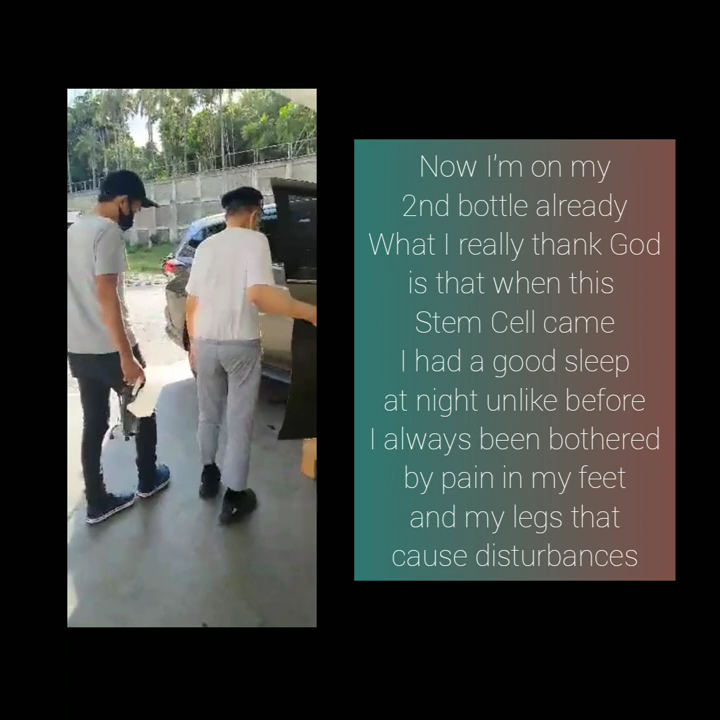 Now I'm on my
2nd bottle already
What I really thank God
is that when this
Stem Cell came
I had a good sleep
at night unlike before
I always been bothered
by pain in my feet
and my legs that
cause disturbances